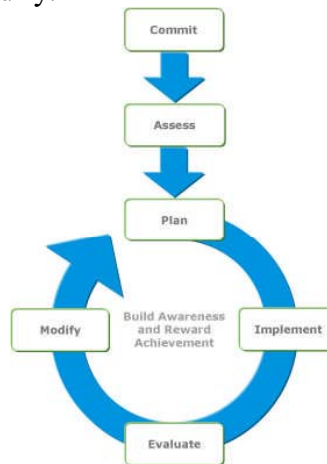 Commit
Assess
Plan
Build Awareness
and Reward
Achievement
Modify
Implement
Evaluate